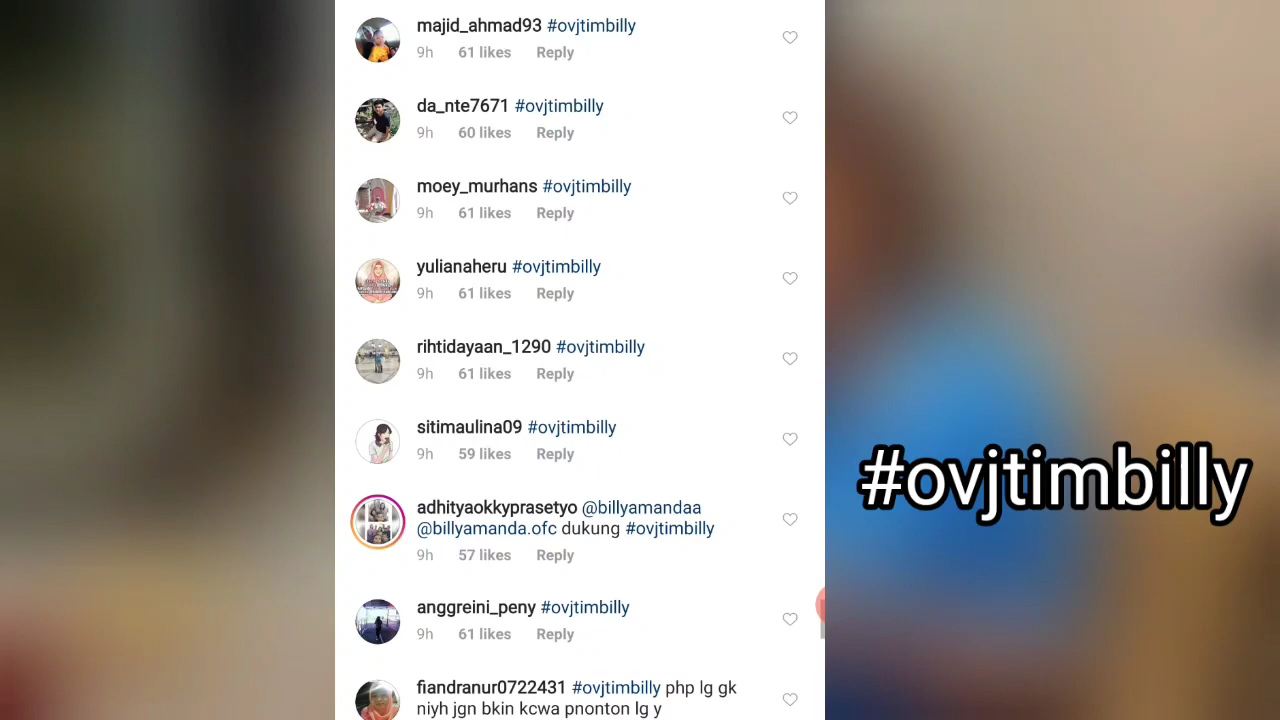 majid_ahmad93 #ovjtimbilly
9h 61 likes Reply
da_nte7671 #ovjtimbilly
9h 60 likes Reply
moey_murhans #ovjtimbilly
9h 61 likes Reply
yulianaheru #ovjtimbilly
9h 61 likes Reply
rihtidayaan_1290 #ovjtimbilly
9h 61 likes Reply
sitimaulina09 #ovjtimbilly
9h 59 likes Reply
adhityaokkyprasetyo @billyamandaa
@billyamanda.ofc dukung #ovjtimbilly
9h 57 likes Reply
anggreini_peny #ovjtimbilly
9h 61 likes Reply
fiandranur0722431 #ovjtimbilly php lg gk
niyh jgn bkin kcwa pnonton lg y
#ovjtimbilly